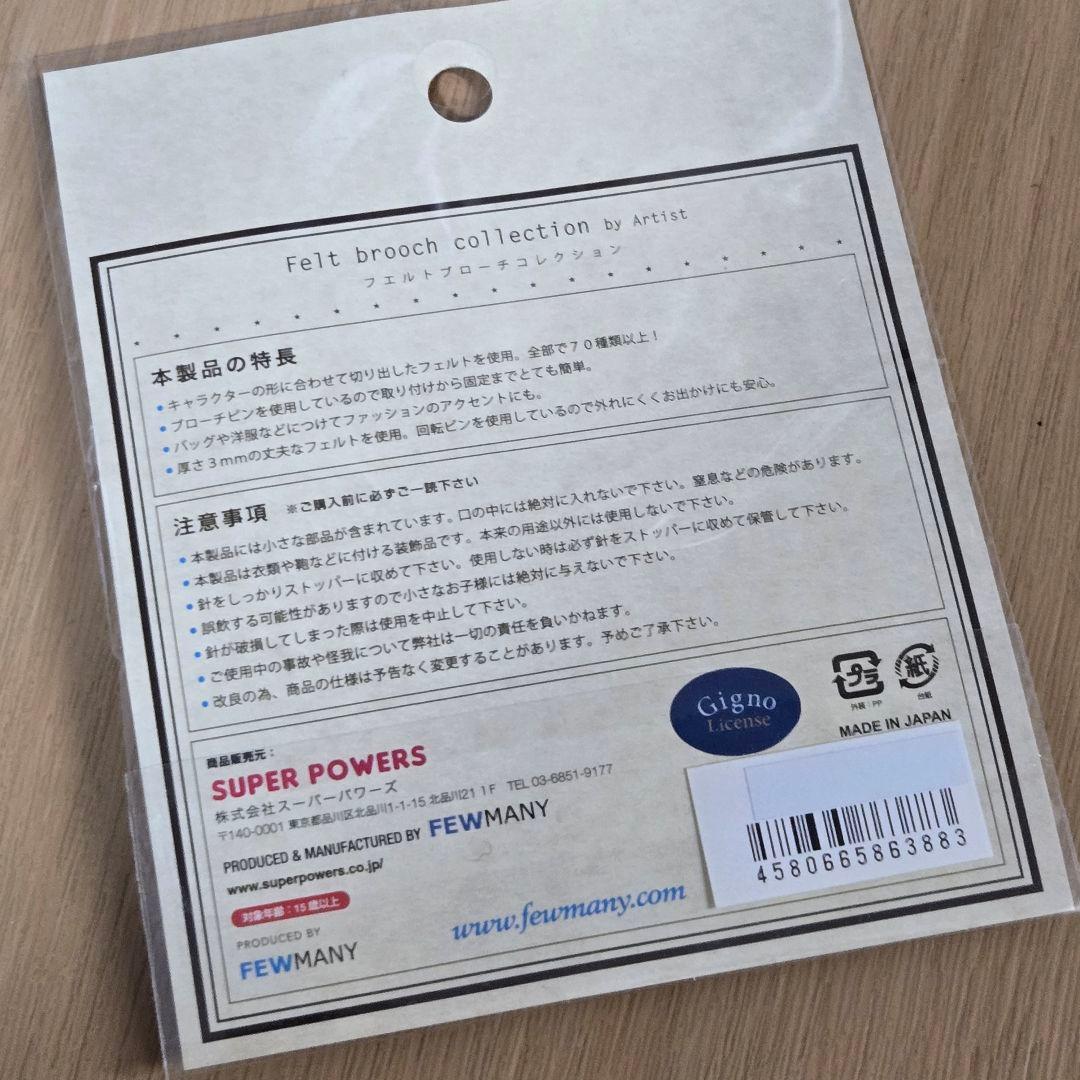 Felt brooch collection by Artist
フェルトブローチコレクション
本製品の特長
●キャラクターの形に合わせて切り出したフェルトを使用。全部で７０種類以上！
●ブローチピンを使用しているので取り付けから固定までとても簡単。
●バッグや洋服などにつけてファッションのアクセントにも。
●厚さ３mmの丈夫なフェルトを使用。回転ピンを使用しているので外れにくくお出かけにも安心。
注意事項 ※ご購入前に必ずご一読下さい
●本製品には小さな部品が含まれています。口の中には絶対に入れないで下さい。窒息などの危険があります。
●本製品は衣類や鞄などに付ける装飾品です。本来の用途以外には使用しないで下さい。
●針をしっかりストッパーに収めて下さい。使用しない時は必ず針をストッパーに収めて保管して下さい。
●誤飲する可能性がありますので小さなお子様には絶対に与えないで下さい。
●針が破損してしまった際は使用を中止して下さい。
●ご使用中の事故や怪我について弊社は一切の責任を負いかねます。
●改良の為、商品の仕様は予告なく変更することがあります。予めご了承下さい。
Gigno
License
プラ
外装：PP
紙
台紙
MADE IN JAPAN
商品販売元：
SUPER POWERS
株式会社スーパーパワーズ
〒140-0001 東京都品川区北品川1-1-15 北品川21 1F TEL 03-6851-9177
PRODUCED & MANUFACTURED BY FEWMANY
www.superpowers.co.jp/
対象年齢：15歳以上
PRODUCED BY
FEWMANY
www.fewmany.com
4580665863883